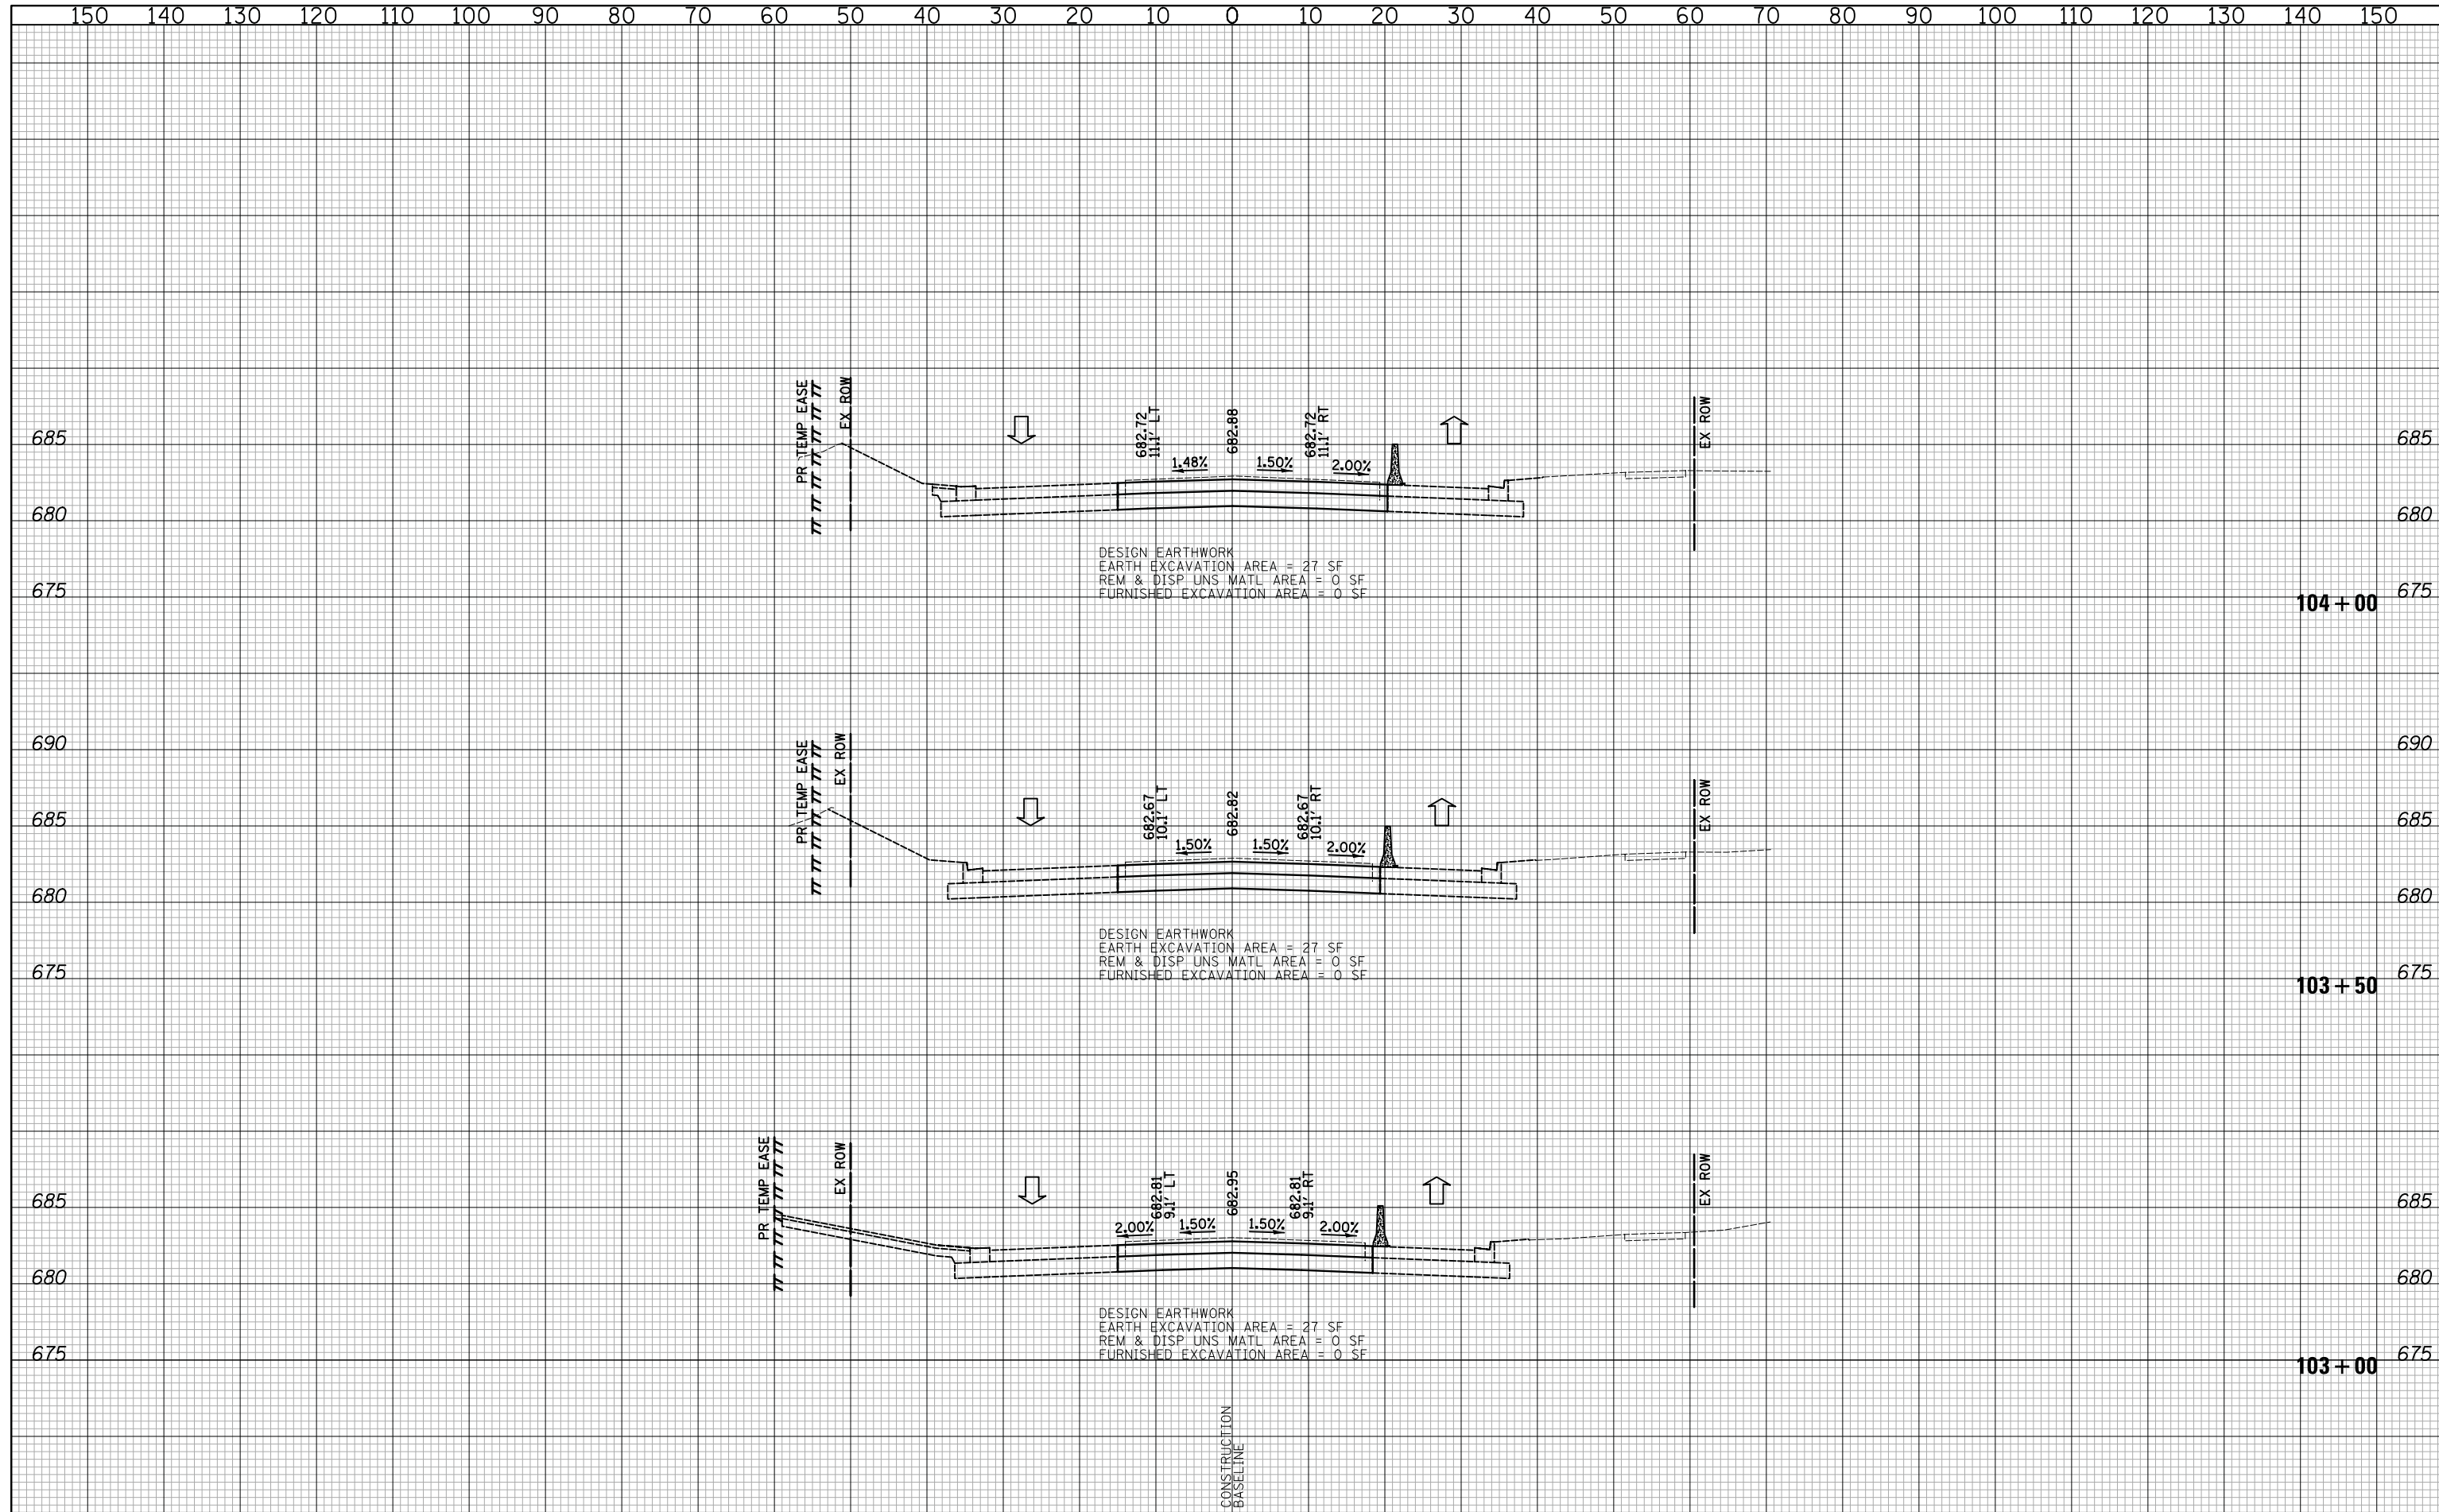 150 140 130 120 110 100 90 80 70 60 50 40 30 20 10 0 10 20 30 40 50 60 70 80 90 100 110 120 130 140 150
PR TEMP EASE
EX ROW
682.72
11.1' LT
682.88
682.72
11.1' RT
EX ROW
685
685
1.48%
1.50%
2.00%
680
680
DESIGN EARTHWORK
EARTH EXCAVATION AREA = 27 SF
REM & DISP UNS MATL AREA = 0 SF
FURNISHED EXCAVATION AREA = 0 SF
675
675
104+00
690
690
PR TEMP EASE
EX ROW
682.67
10.1' LT
682.82
682.67
10.1' RT
EX ROW
685
685
1.50%
1.50%
2.00%
680
680
DESIGN EARTHWORK
EARTH EXCAVATION AREA = 27 SF
REM & DISP UNS MATL AREA = 0 SF
FURNISHED EXCAVATION AREA = 0 SF
675
675
103+50
PR TEMP EASE
EX ROW
682.81
9.1' LT
682.95
682.81
9.1' RT
EX ROW
685
685
2.00%
1.50%
1.50%
2.00%
680
680
DESIGN EARTHWORK
EARTH EXCAVATION AREA = 27 SF
REM & DISP UNS MATL AREA = 0 SF
FURNISHED EXCAVATION AREA = 0 SF
675
675
103+00
CONSTRUCTION
BASELINE